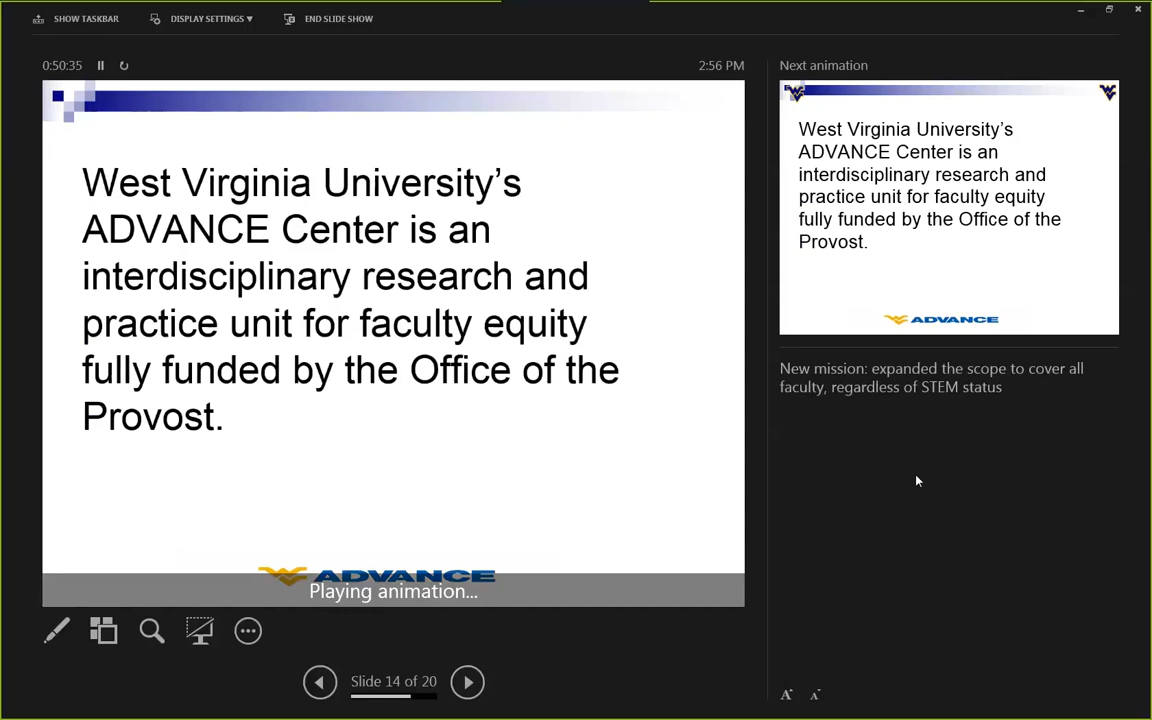 SHOW TASKBAR DISPLAY SETTINGS ▾ END SLIDE SHOW
0:50:35 2:56 PM
West Virginia University’s
ADVANCE Center is an
interdisciplinary research and
practice unit for faculty equity
fully funded by the Office of the
Provost.
ADVANCE
Playing animation...
Slide 14 of 20
Next animation
West Virginia University’s
ADVANCE Center is an
interdisciplinary research and
practice unit for faculty equity
fully funded by the Office of the
Provost.
ADVANCE
New mission: expanded the scope to cover all
faculty, regardless of STEM status
A A